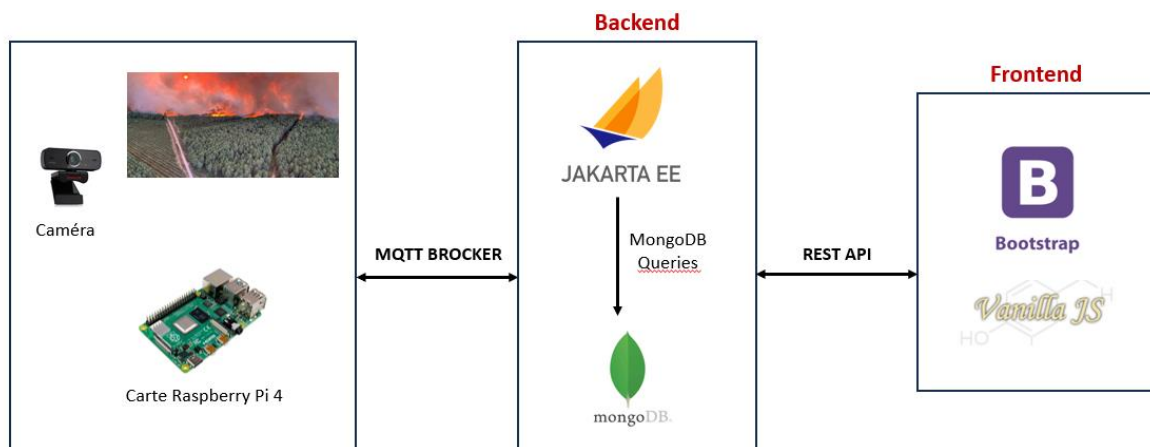 Caméra
Carte Raspberry Pi 4
MQTT BROCKER
Backend
JAKARTA EE
MongoDB
Queries
mongoDB.
REST API
Frontend
B
Bootstrap
Vanilla JS
HO
H